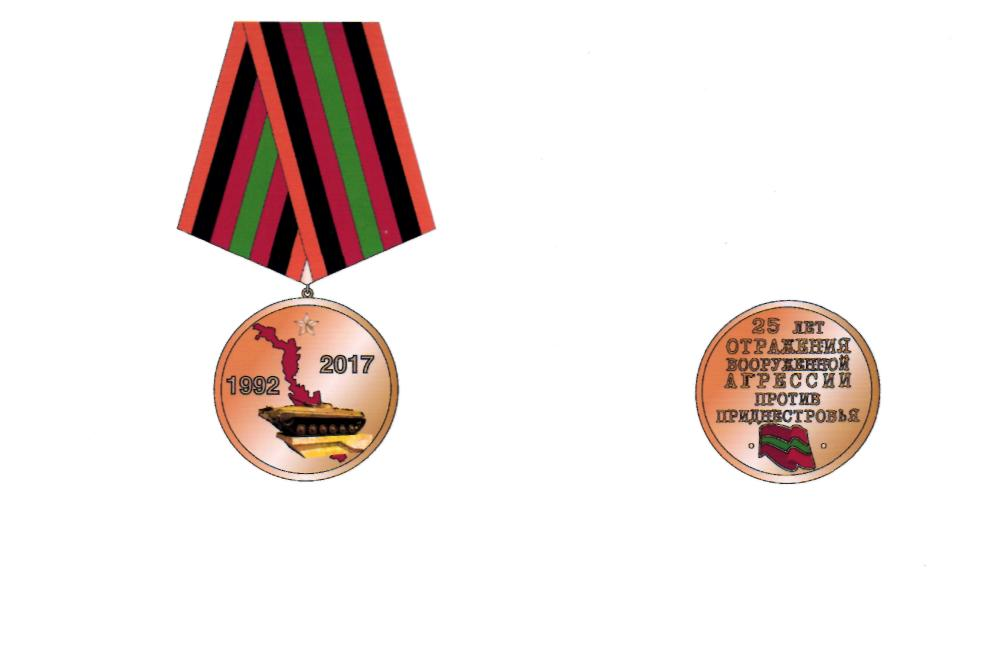 1992
2017
25 ЛЕТ
ОТРАЖЕНИЯ
ВООРУЖЕННОЙ
АГРЕССИИ
ПРОТИВ
ПРИДНЕСТРОВЬЯ